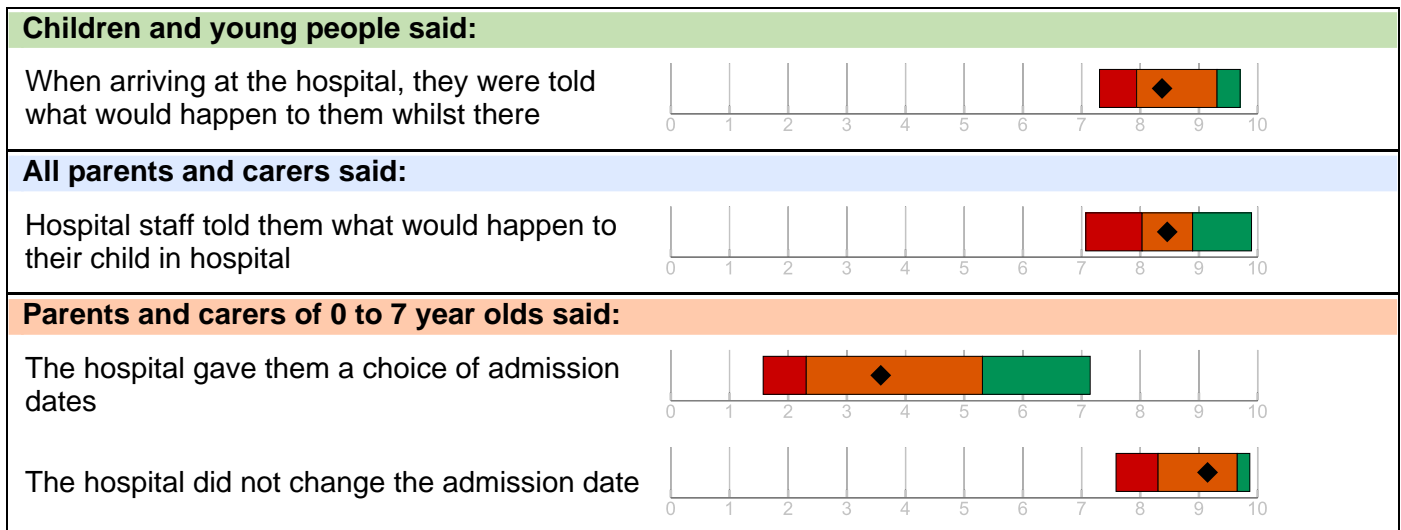 Children and young people said:
When arriving at the hospital, they were told
what would happen to them whilst there
0 1 2 3 4 5 6 7 8 9 10
All parents and carers said:
Hospital staff told them what would happen to
their child in hospital
0 1 2 3 4 5 6 7 8 9 10
Parents and carers of 0 to 7 year olds said:
The hospital gave them a choice of admission
dates
0 1 2 3 4 5 6 7 8 9 10
The hospital did not change the admission date
0 1 2 3 4 5 6 7 8 9 10